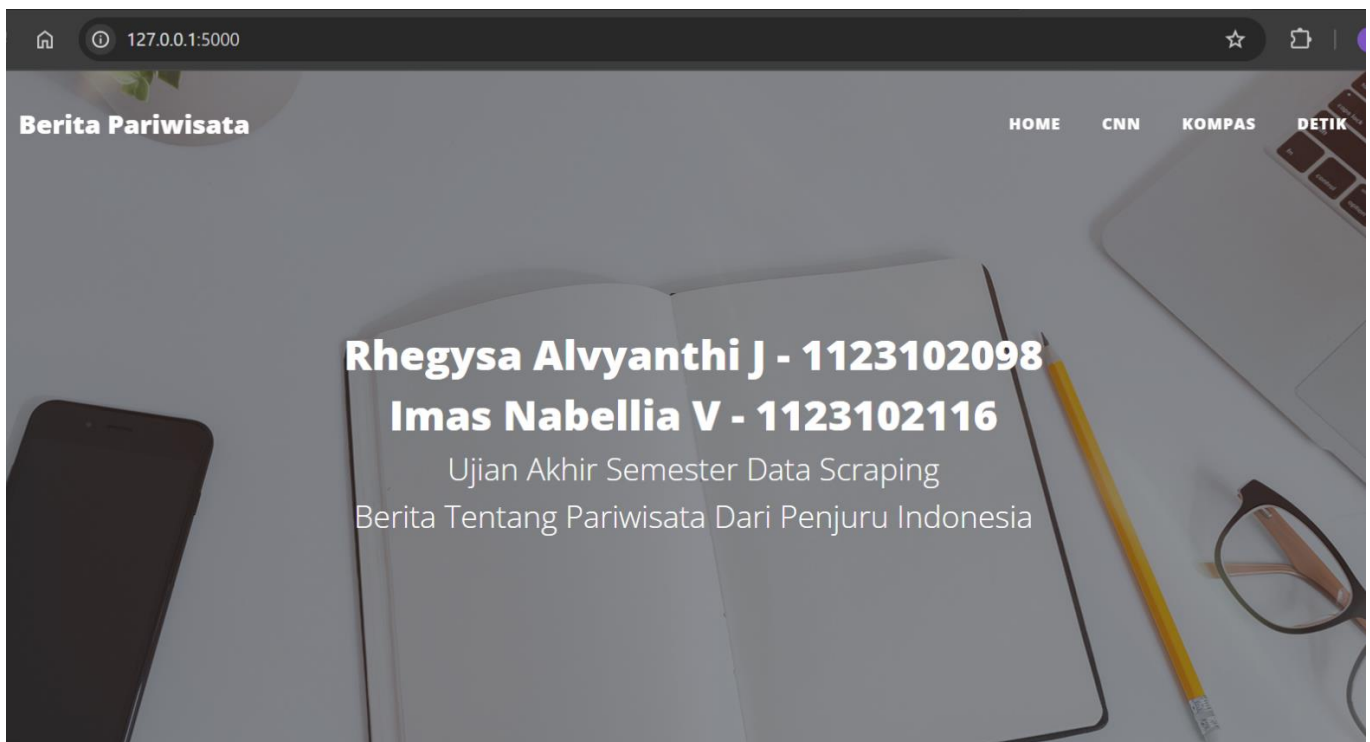 127.0.0.1:5000
Berita Pariwisata
HOME CNN KOMPAS DETIK
Rhegysa Alvyanthi J - 1123102098
Imas Nabellia V - 1123102116
Ujian Akhir Semester Data Scraping
Berita Tentang Pariwisata Dari Penjuru Indonesia